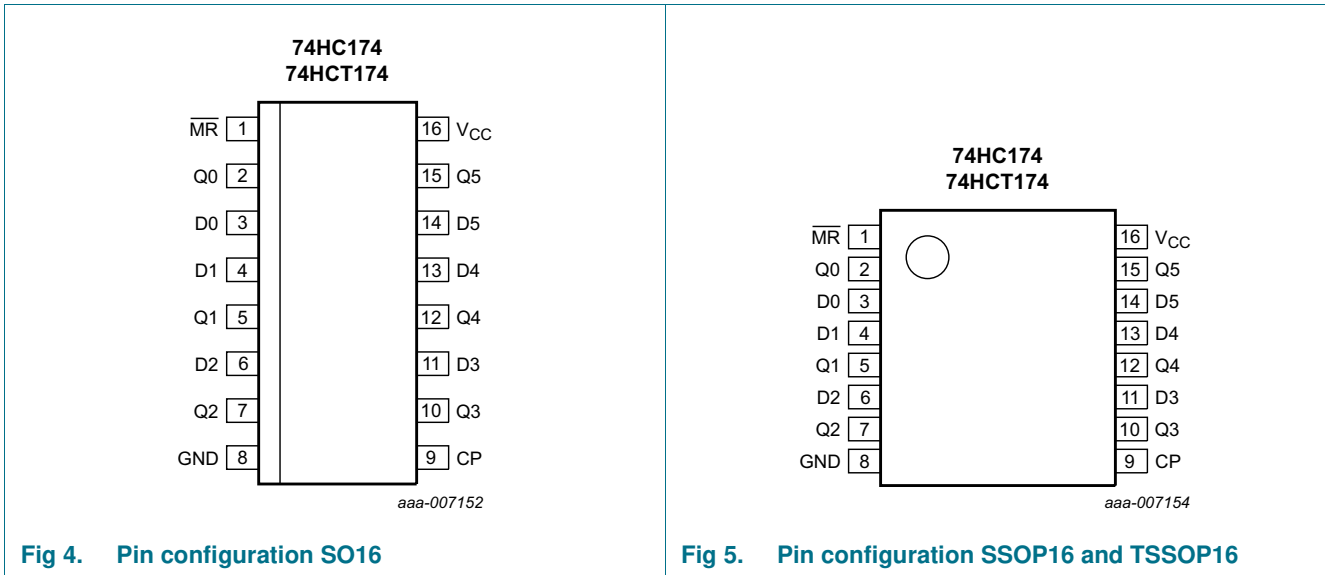 74HC174
74HCT174
M̅R̅ 1
16 VCC
Q0 2
15 Q5
D0 3
14 D5
D1 4
13 D4
Q1 5
12 Q4
D2 6
11 D3
Q2 7
10 Q3
GND 8
9 CP
aaa-007152
Fig 4. Pin configuration SO16
74HC174
74HCT174
M̅R̅ 1
16 VCC
Q0 2
15 Q5
D0 3
14 D5
D1 4
13 D4
Q1 5
12 Q4
D2 6
11 D3
Q2 7
10 Q3
GND 8
9 CP
aaa-007154
Fig 5. Pin configuration SSOP16 and TSSOP16